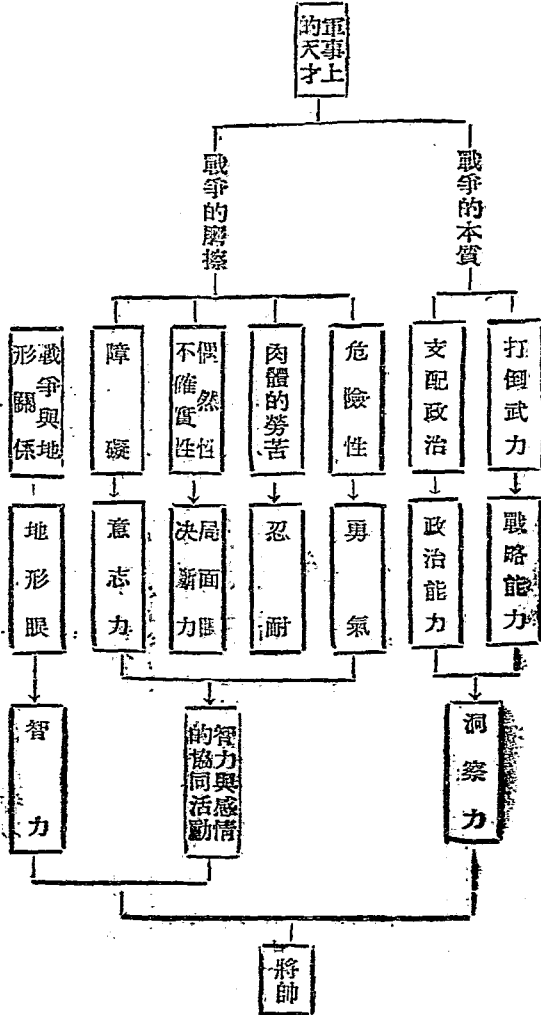 軍事上
的天才
戰爭的本質
戰爭的磨擦
打倒武力
支配政治
危險性
肉體的勞苦
偶然性
不確實性
障礙
戰爭與地
形關係
戰略能力
政治能力
勇氣
忍耐
局面眼
決斷力
意志力
地形眼
洞察力
智力與感情
的協同活動
智力
將帥